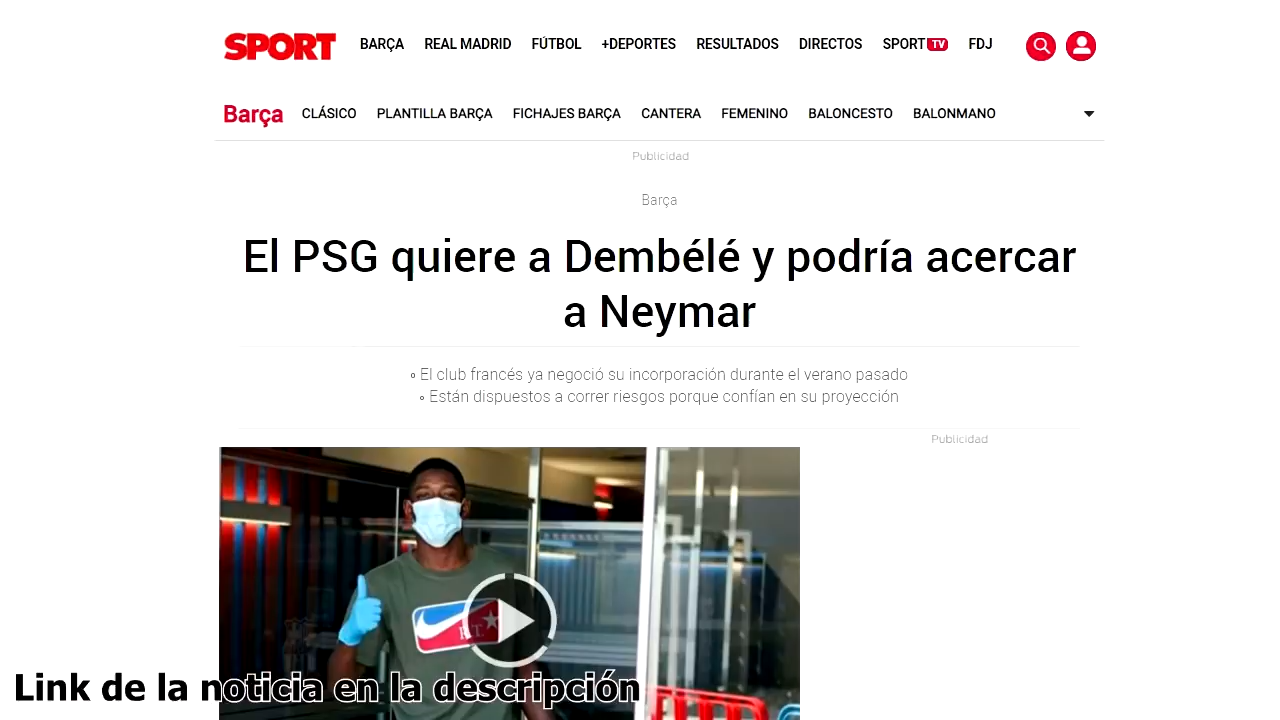 SPORT BARÇA REAL MADRID FÚTBOL +DEPORTES RESULTADOS DIRECTOS SPORT TV FDJ
Barça CLÁSICO PLANTILLA BARÇA FICHAJES BARÇA CANTERA FEMENINO BALONCESTO BALONMANO
Publicidad
Barça
El PSG quiere a Dembélé y podría acercar
a Neymar
El club francés ya negoció su incorporación durante el verano pasado
Están dispuestos a correr riesgos porque confían en su proyección
Publicidad
Link de la noticia en la descripción